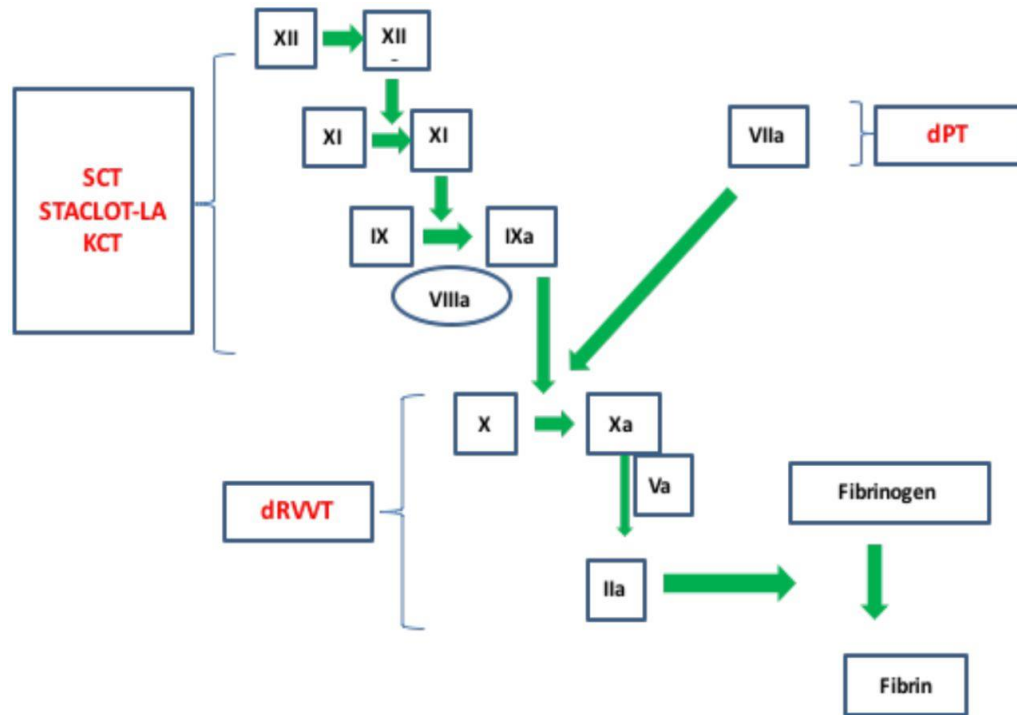 XII
XII
-
XI
XI
VIIa
dPT
SCT
STACLOT-LA
KCT
IX
IXa
VIIIa
X
Xa
Va
dRVVT
Fibrinogen
IIa
Fibrin